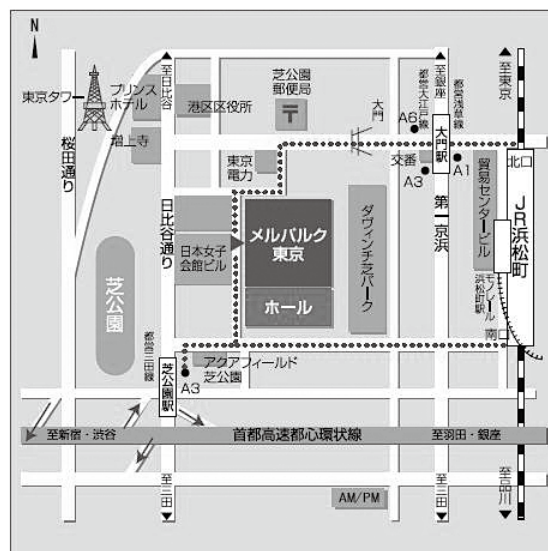 N
東京タワー
プリンス
ホテル
増上寺
至日比谷
港区区役所
芝公園
郵便局
〒
大門
至銀座
都営大江戸線
都営浅草線
A6
大門駅
A1
A3
交番
至東京
北口
貿易センタービル
JR浜松町
モノレール
浜松町駅
南口
桜田通り
日比谷通り
東京
電力
日本女子
会館ビル
メルパルク
東京
ホール
ダヴィンチ芝パーク
第一京浜
芝公園
都営三田線
芝公園駅
A3
アクアフィールド
芝公園
至新宿・渋谷
首都高速都心環状線
至羽田・銀座
至三田
AM/PM
至三田
至品川